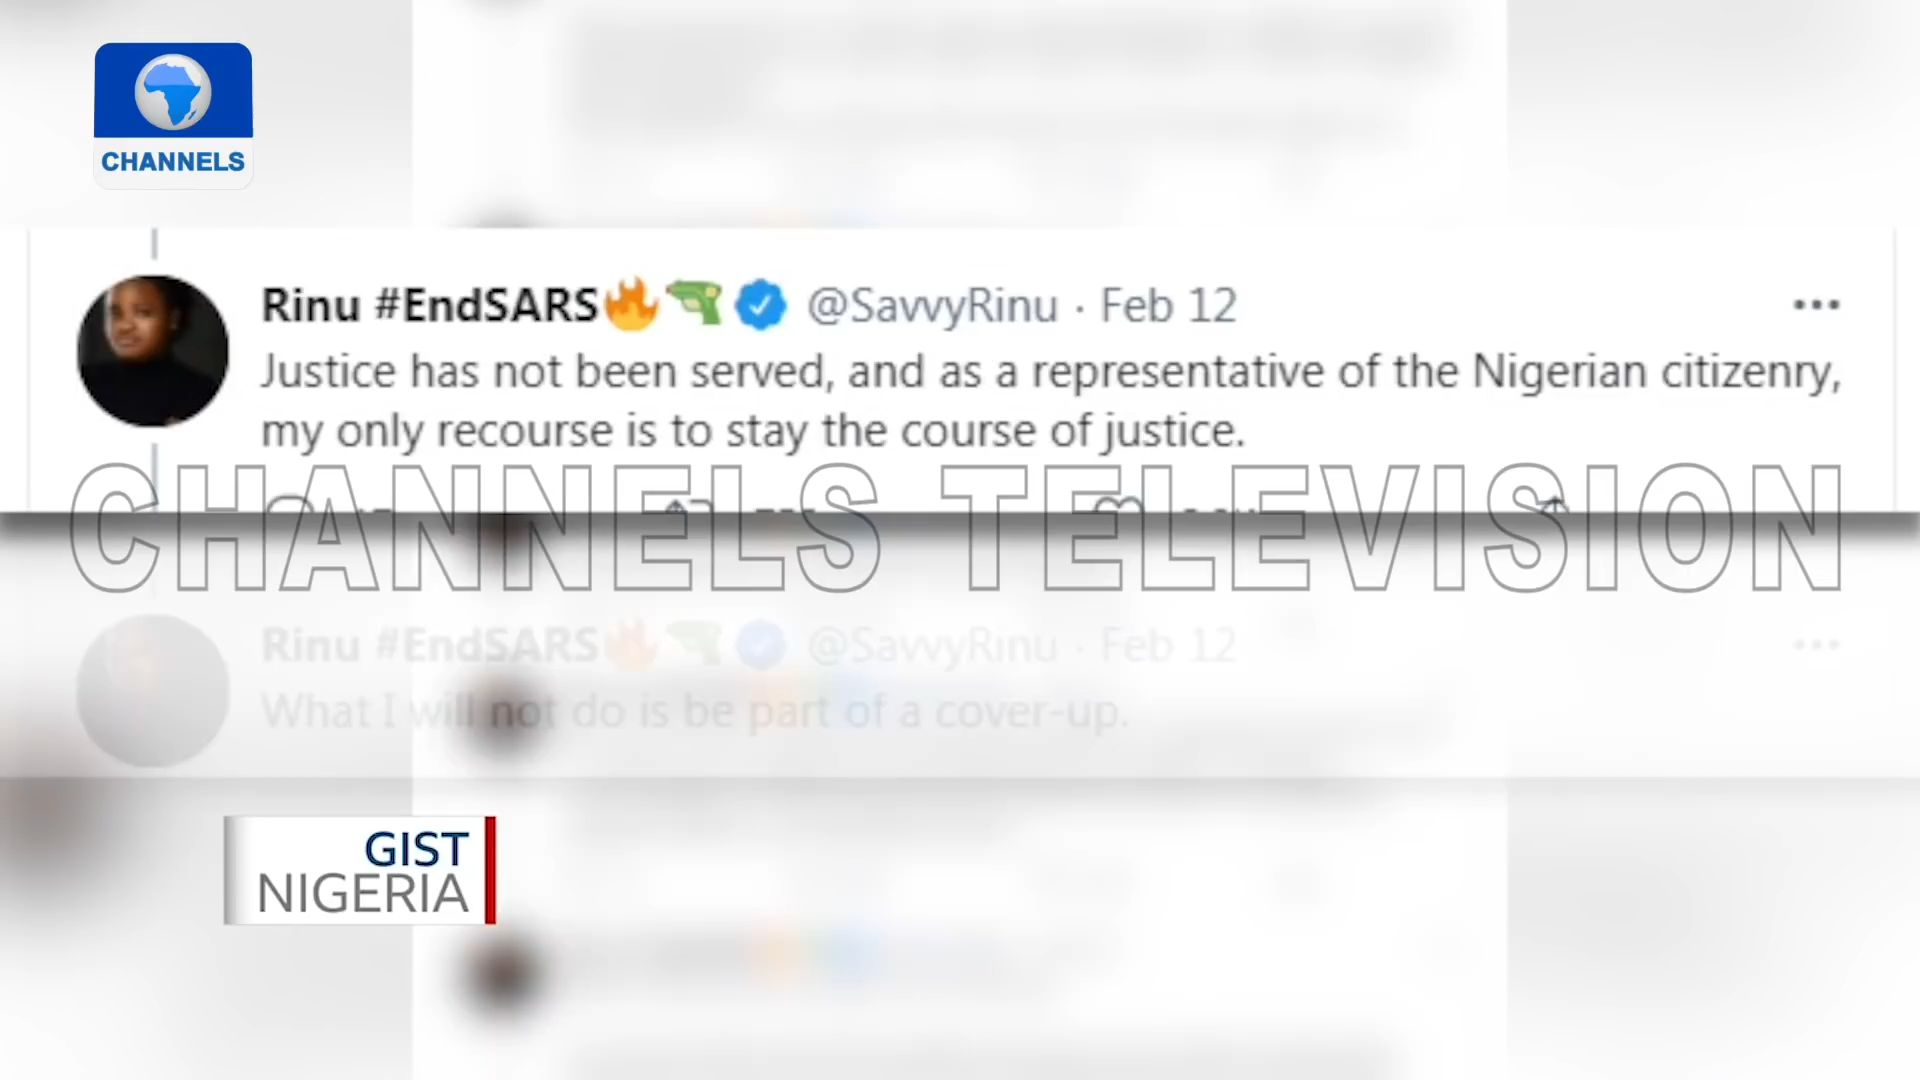 CHANNELS
Rinu #EndSARS🔥🔫 @SavvyRinu · Feb 12
Justice has not been served, and as a representative of the Nigerian citizenry,
my only recourse is to stay the course of justice.
CHANNELS TELEVISION
Rinu #EndSARS🔥🔫 @SavvyRinu · Feb 12
What I will not do is be part of a cover-up.
GIST
NIGERIA